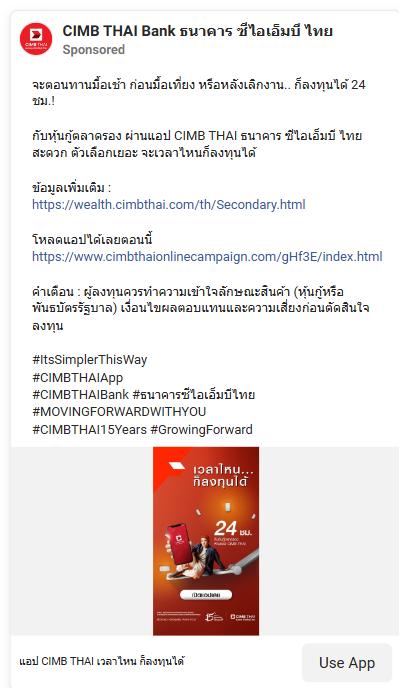 CIMB THAI Bank ธนาคาร ซีไอเอ็มบี ไทย
Sponsored
จะตอนทานมื้อเช้า ก่อนมื้อเที่ยง หรือหลังเลิกงาน.. ก็ลงทุนได้ 24
ชม.!
กับหุ้นกู้ตลาดรอง ผ่านแอป CIMB THAI ธนาคาร ซีไอเอ็มบี ไทย
สะดวก ตัวเลือกเยอะ จะเวลาไหนก็ลงทุนได้
ข้อมูลเพิ่มเติม :
https://wealth.cimbthai.com/th/Secondary.html
โหลดแอปได้เลยตอนนี้
https://www.cimbthaionlinecampaign.com/gHf3E/index.html
คำเตือน : ผู้ลงทุนควรทำความเข้าใจลักษณะสินค้า (หุ้นกู้หรือ
พันธบัตรรัฐบาล) เงื่อนไขผลตอบแทนและความเสี่ยงก่อนตัดสินใจ
ลงทุน
#ItsSimplerThisWay
#CIMBTHAIApp
#CIMBTHAIBank #ธนาคารซีไอเอ็มบีไทย
#MOVINGFORWARDWITHYOU
#CIMBTHAI15Years #GrowingForward
เวลาไหน...
ก็ลงทุนได้
24 ชม.
เปิดแอปเลย
CIMB THAI
แอป CIMB THAI เวลาไหน ก็ลงทุนได้
Use App